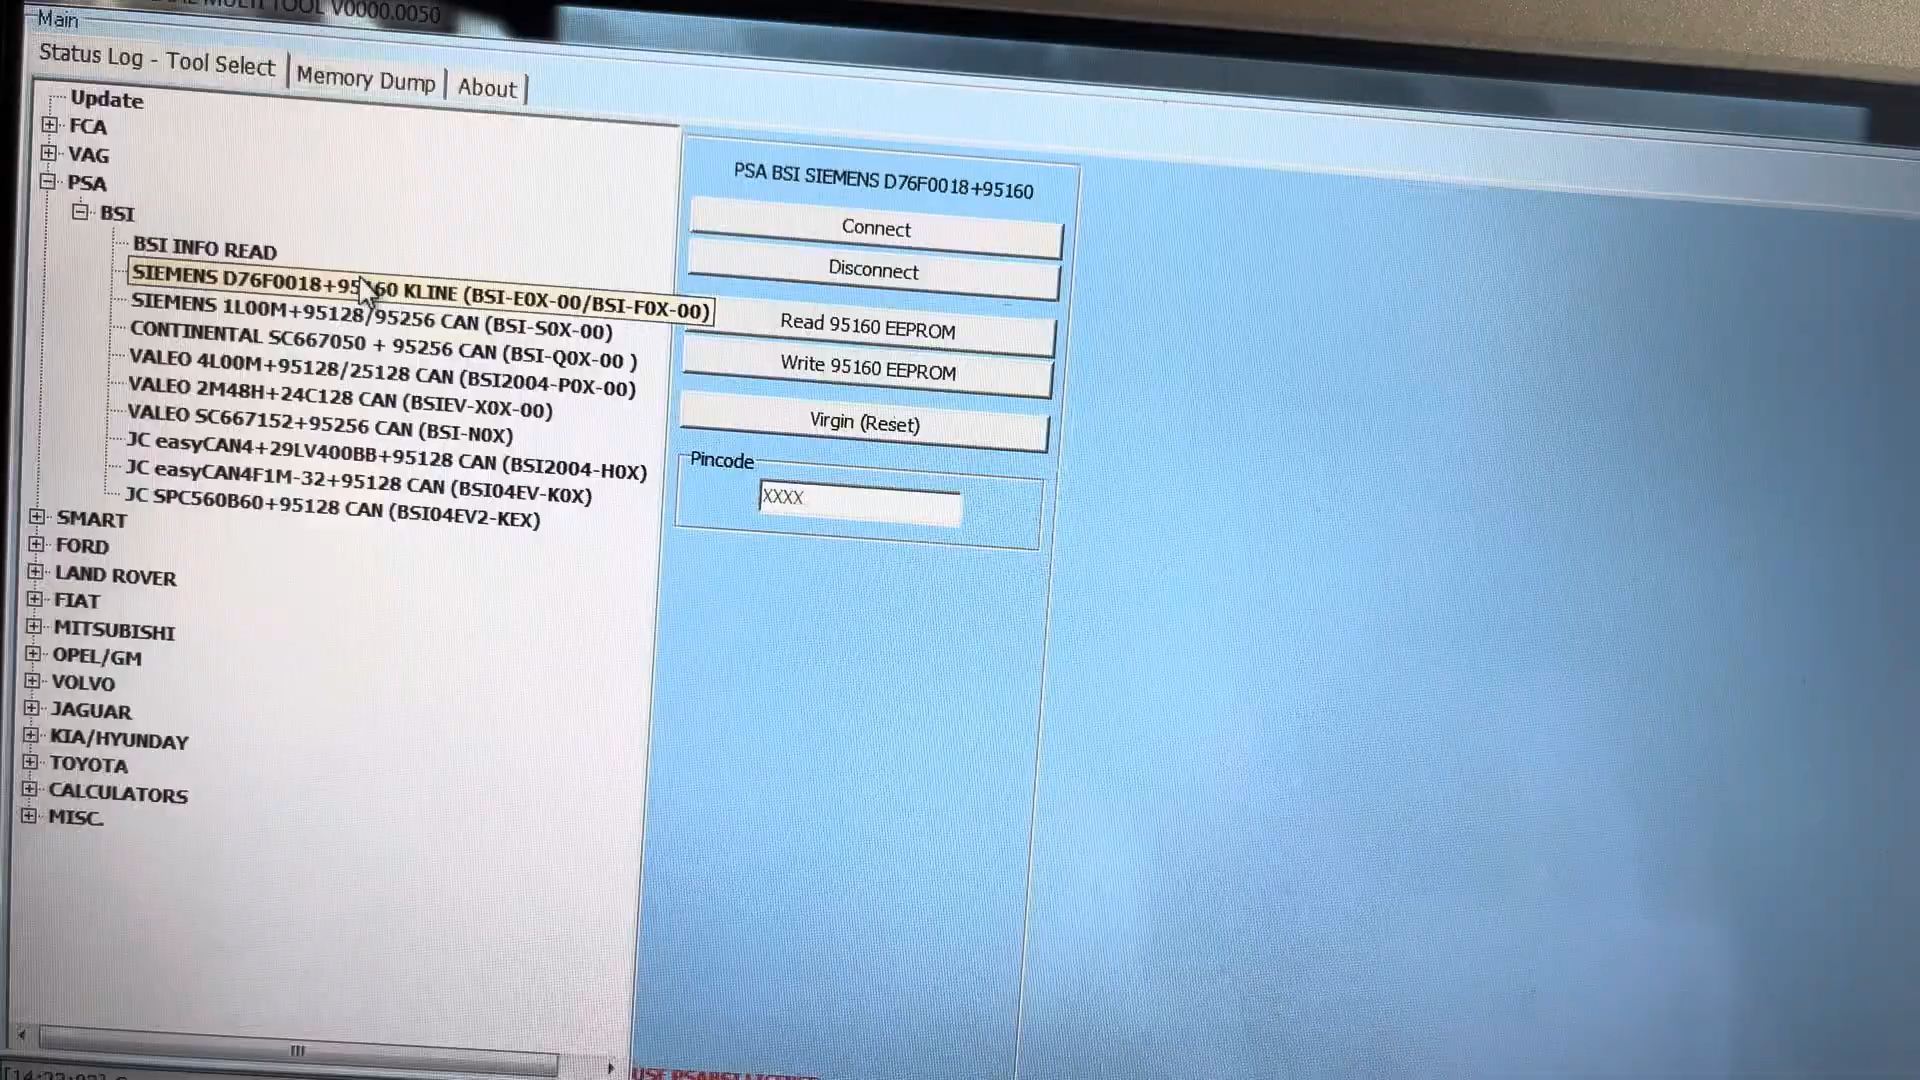 MULTI TOOL V0000.0050
Main
Status Log - Tool Select
Memory Dump
About
Update
FCA
VAG
PSA
BSI
BSI INFO READ
SIEMENS D76F0018+95160 KLINE (BSI-E0X-00/BSI-F0X-00)
SIEMENS 1L00M+95128/95256 CAN (BSI-S0X-00)
CONTINENTAL SC667050 + 95256 CAN (BSI-Q0X-00 )
VALEO 4L00M+95128/25128 CAN (BSI2004-P0X-00)
VALEO 2M48H+24C128 CAN (BSIEV-X0X-00)
VALEO SC667152+95256 CAN (BSI-N0X)
JC easyCAN4+29LV400BB+95128 CAN (BSI2004-H0X)
JC easyCAN4F1M-32+95128 CAN (BSI04EV-K0X)
JC SPC560B60+95128 CAN (BSI04EV2-KEX)
SMART
FORD
LAND ROVER
FIAT
MITSUBISHI
OPEL/GM
VOLVO
JAGUAR
KIA/HYUNDAY
TOYOTA
CALCULATORS
MISC.
PSA BSI SIEMENS D76F0018+95160
Connect
Disconnect
Read 95160 EEPROM
Write 95160 EEPROM
Virgin (Reset)
Pincode
XXXX